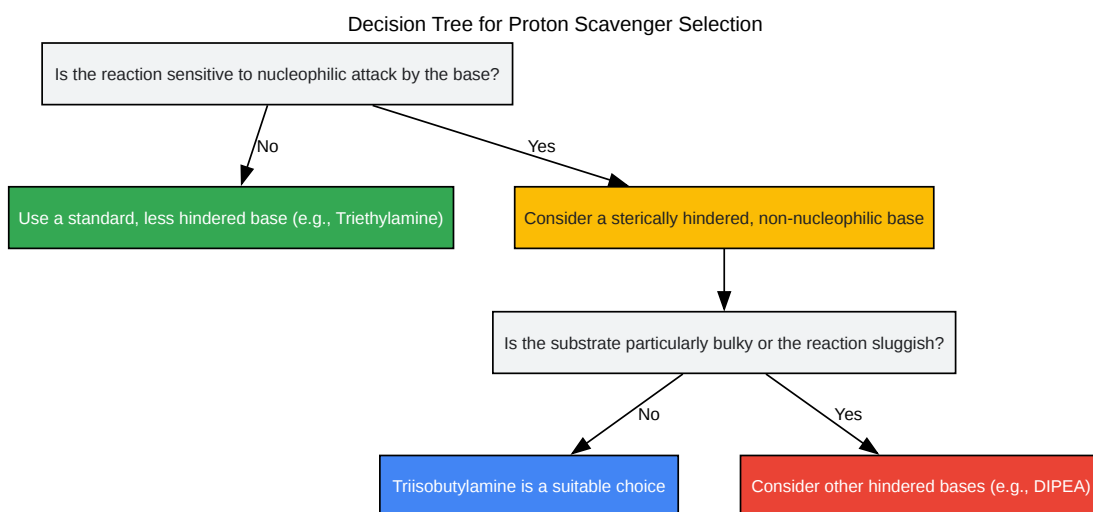 Decision Tree for Proton Scavenger Selection
Is the reaction sensitive to nucleophilic attack by the base?
No
Yes
Use a standard, less hindered base (e.g., Triethylamine)
Consider a sterically hindered, non-nucleophilic base
Is the substrate particularly bulky or the reaction sluggish?
No
Yes
Triisobutylamine is a suitable choice
Consider other hindered bases (e.g., DIPEA)